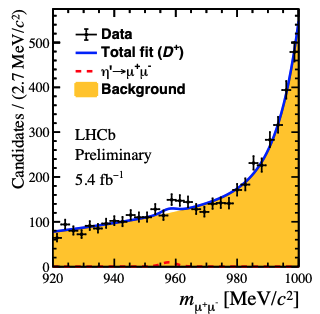 Candidates / (2.7 MeV/c²)
500
400
300
200
100
0
Data
Total fit (D⁺)
η'→μ⁺μ⁻
Background
LHCb
Preliminary
5.4 fb⁻¹
920 940 960 980 1000
m_μ⁺μ⁻ [MeV/c²]